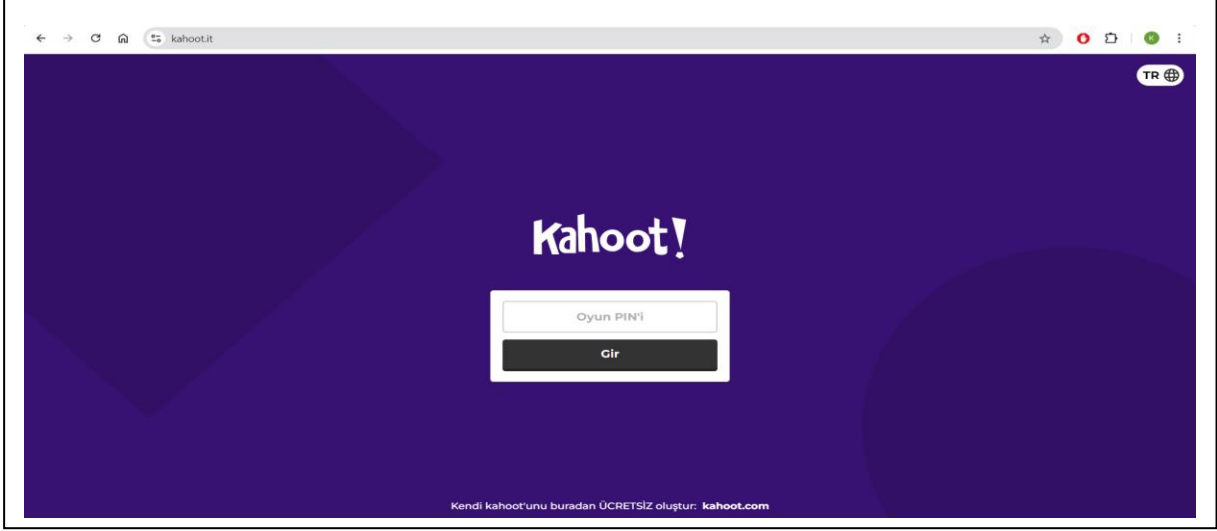 kahoot.it
K
TR
Kahoot!
Oyun PIN'i
Gir
Kendi kahoot'unu buradan ÜCRETSİZ oluştur: kahoot.com